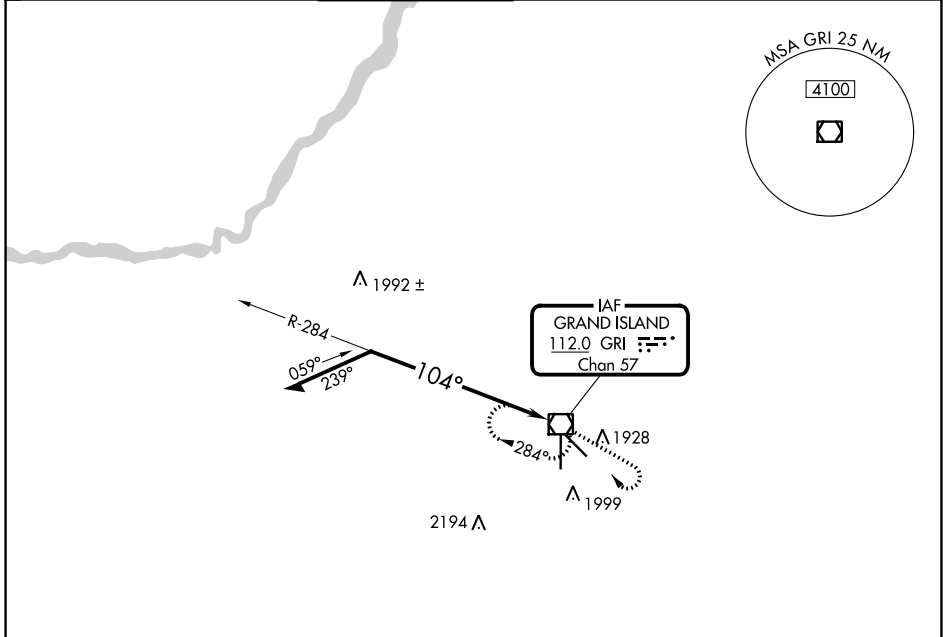 MSA GRI 25 NM
4100
1992 ±
IAF
GRAND ISLAND
112.0 GRI
Chan 57
R-284
059°
239°
104°
284°
1928
1999
2194